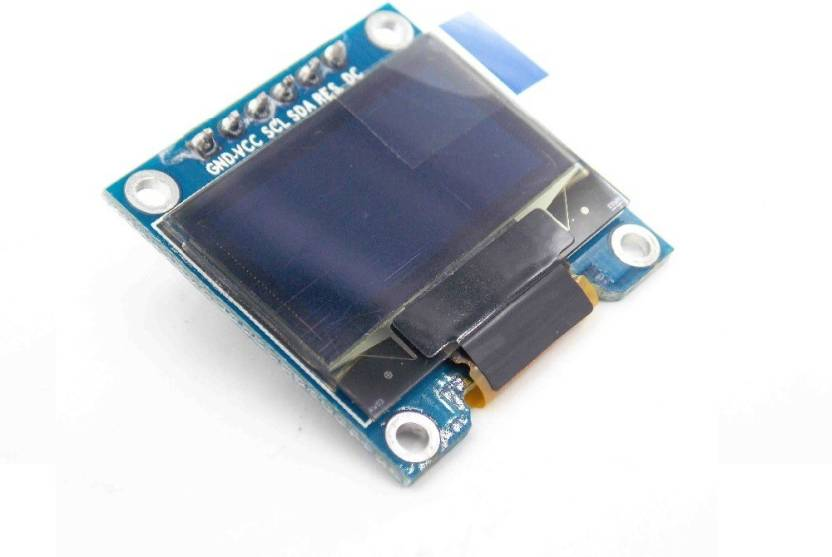 GND VCC SCL SDA RES DC